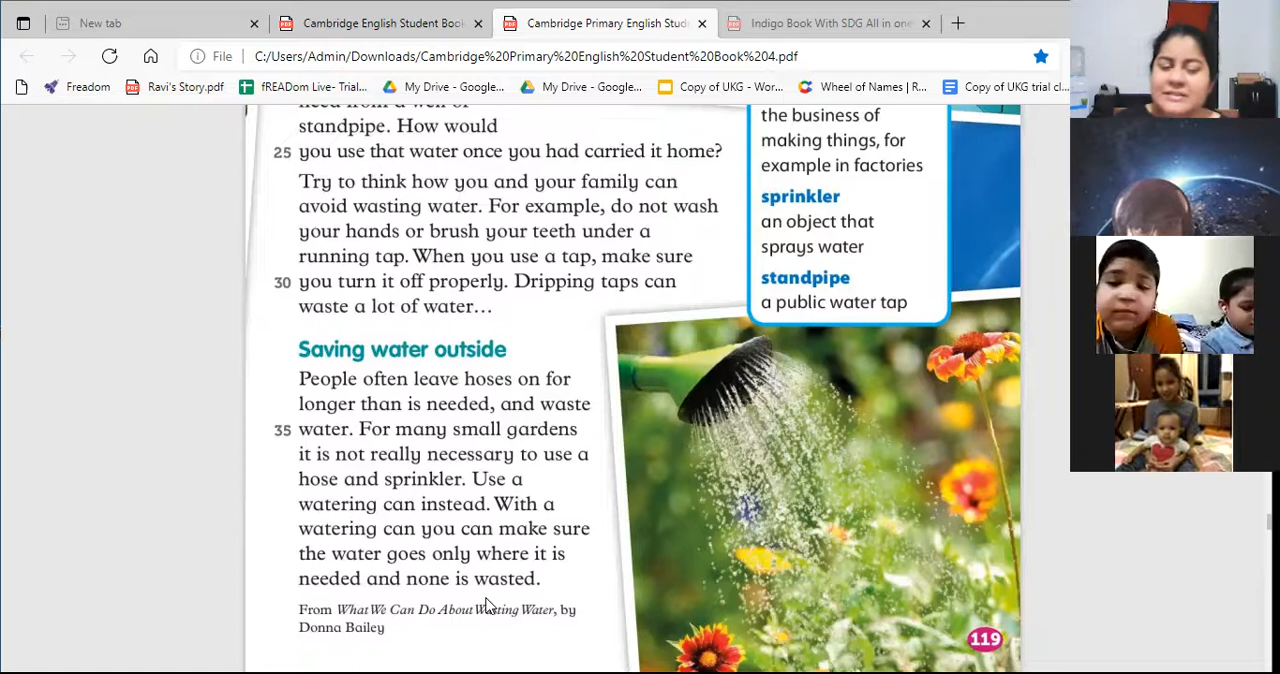 New tab
Cambridge English Student Book
Cambridge Primary English Stude
Indigo Book With SDG All in one
File
C:/Users/Admin/Downloads/Cambridge%20Primary%20English%20Student%20Book%204.pdf
Freadom
Ravi's Story.pdf
fREADom Live- Trial...
My Drive - Google...
My Drive - Google...
Copy of UKG - Wor...
Wheel of Names | R...
Copy of UKG trial cl...
need from a well or
standpipe. How would
25 you use that water once you had carried it home?
Try to think how you and your family can
avoid wasting water. For example, do not wash
your hands or brush your teeth under a
running tap. When you use a tap, make sure
30 you turn it off properly. Dripping taps can
waste a lot of water...
Saving water outside
People often leave hoses on for
longer than is needed, and waste
35 water. For many small gardens
it is not really necessary to use a
hose and sprinkler. Use a
watering can instead. With a
watering can you can make sure
the water goes only where it is
needed and none is wasted.
From What We Can Do About Wasting Water, by
Donna Bailey
the business of
making things, for
example in factories
sprinkler
an object that
sprays water
standpipe
a public water tap
119